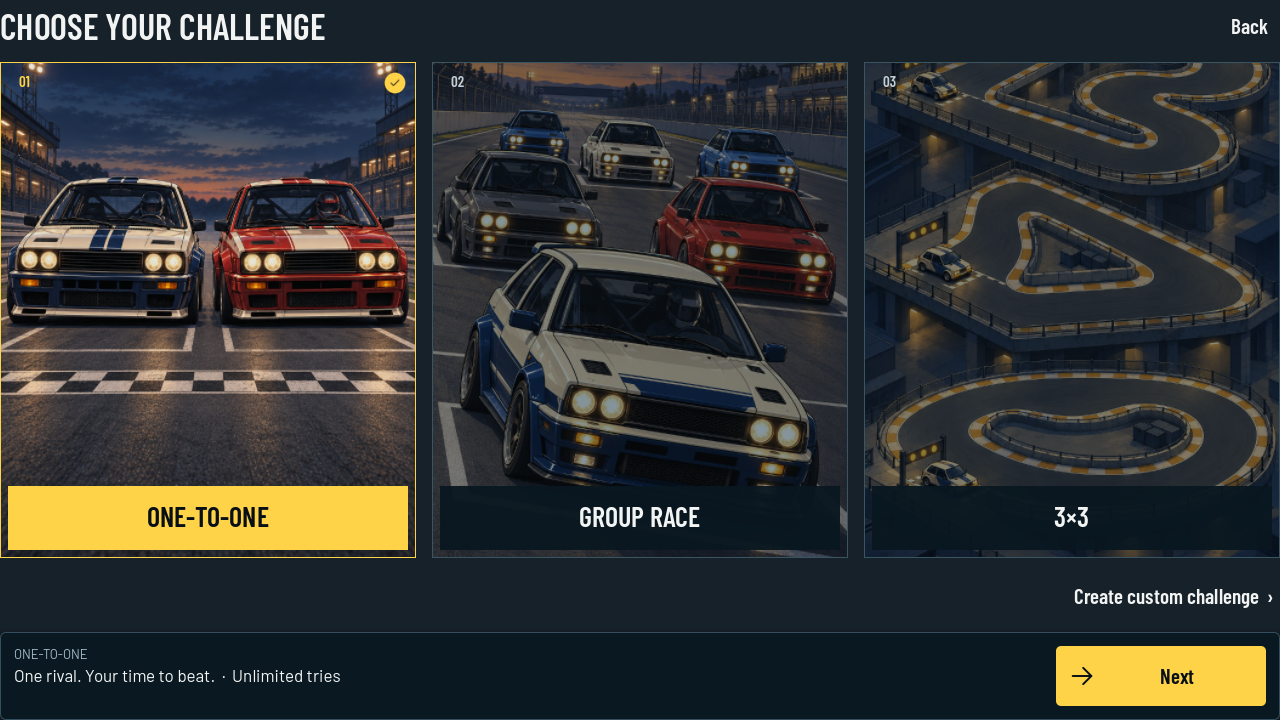 CHOOSE YOUR CHALLENGE
Back
01
02
03
ONE-TO-ONE
GROUP RACE
3×3
Create custom challenge ›
ONE-TO-ONE
One rival. Your time to beat. · Unlimited tries
Next